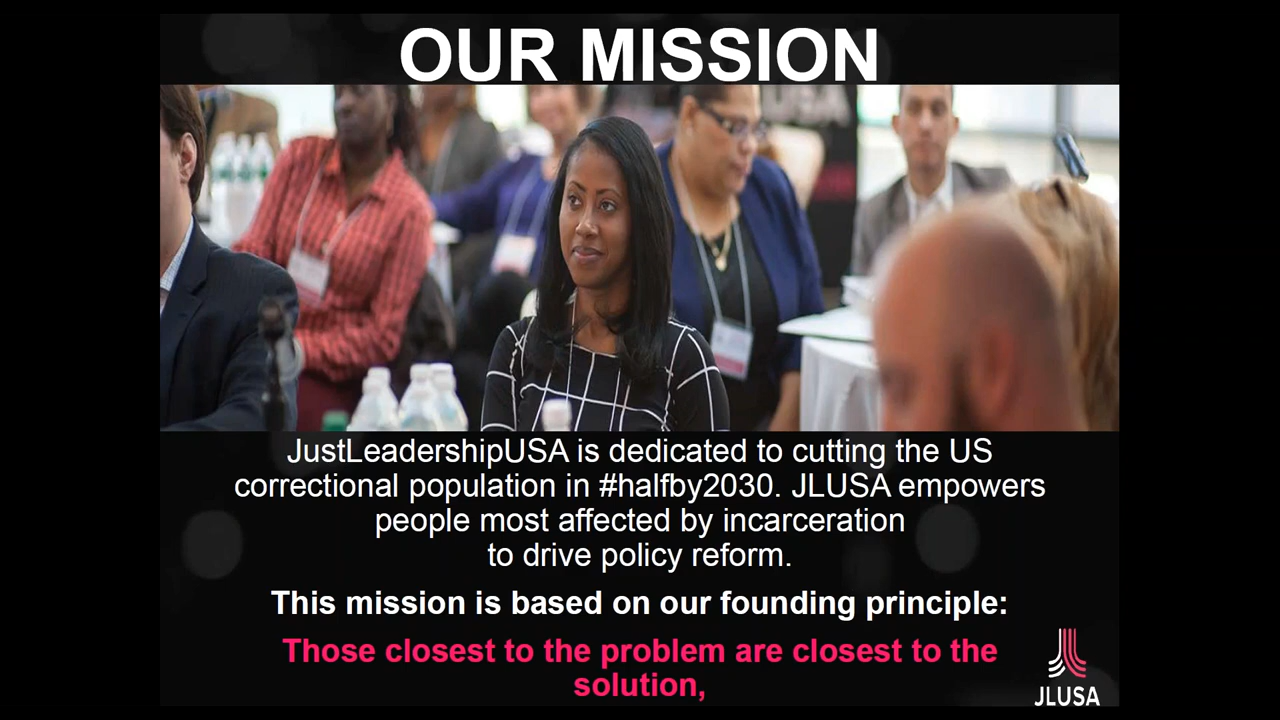 OUR MISSION
USA
JustLeadershipUSA is dedicated to cutting the US
correctional population in #halfby2030. JLUSA empowers
people most affected by incarceration
to drive policy reform.
This mission is based on our founding principle:
Those closest to the problem are closest to the
solution,
JLUSA